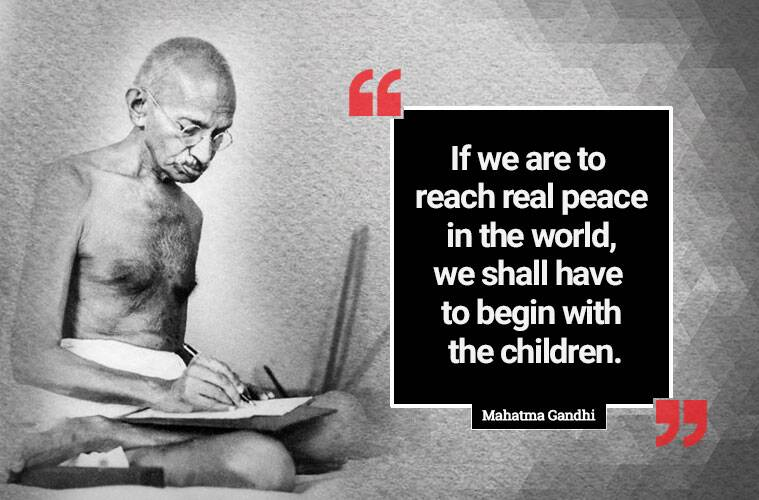 If we are to
reach real peace
in the world,
we shall have
to begin with
the children.
Mahatma Gandhi